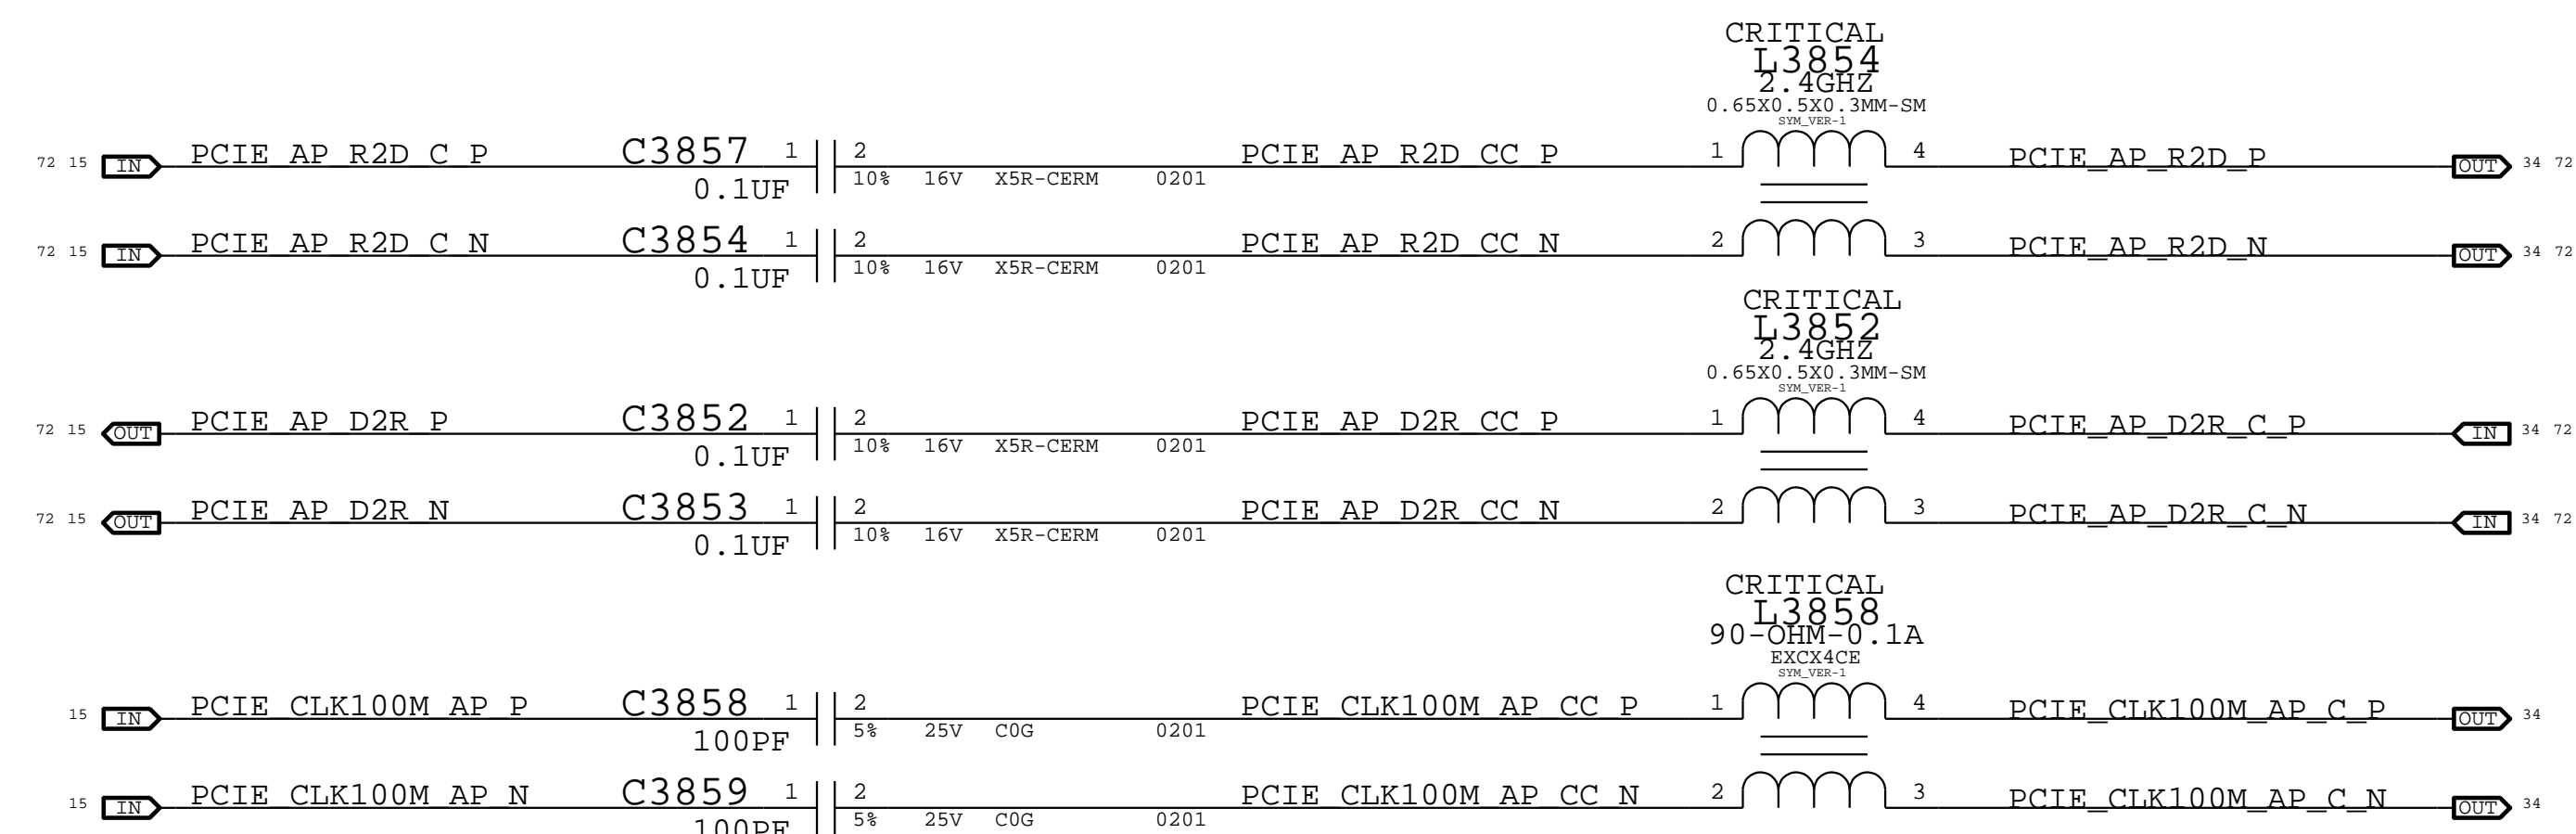 CRITICAL
L3854
2.4GHZ
0.65X0.5X0.3MM-SM
SYM_VER-1
72 15 IN PCIE_AP_R2D_C_P C3857 1 2 PCIE_AP_R2D_CC_P 1 4 PCIE_AP_R2D_P OUT 34 72
0.1UF 10% 16V X5R-CERM 0201
72 15 IN PCIE_AP_R2D_C_N C3854 1 2 PCIE_AP_R2D_CC_N 2 3 PCIE_AP_R2D_N OUT 34 72
0.1UF 10% 16V X5R-CERM 0201
CRITICAL
L3852
2.4GHZ
0.65X0.5X0.3MM-SM
SYM_VER-1
72 15 OUT PCIE_AP_D2R_P C3852 1 2 PCIE_AP_D2R_CC_P 1 4 PCIE_AP_D2R_C_P IN 34 72
0.1UF 10% 16V X5R-CERM 0201
72 15 OUT PCIE_AP_D2R_N C3853 1 2 PCIE_AP_D2R_CC_N 2 3 PCIE_AP_D2R_C_N IN 34 72
0.1UF 10% 16V X5R-CERM 0201
CRITICAL
L3858
90-OHM-0.1A
EXCX4CE
SYM_VER-1
15 IN PCIE_CLK100M_AP_P C3858 1 2 PCIE_CLK100M_AP_CC_P 1 4 PCIE_CLK100M_AP_C_P OUT 34
100PF 5% 25V C0G 0201
15 IN PCIE_CLK100M_AP_N C3859 1 2 PCIE_CLK100M_AP_CC_N 2 3 PCIE_CLK100M_AP_C_N OUT 34
100PF 5% 25V C0G 0201